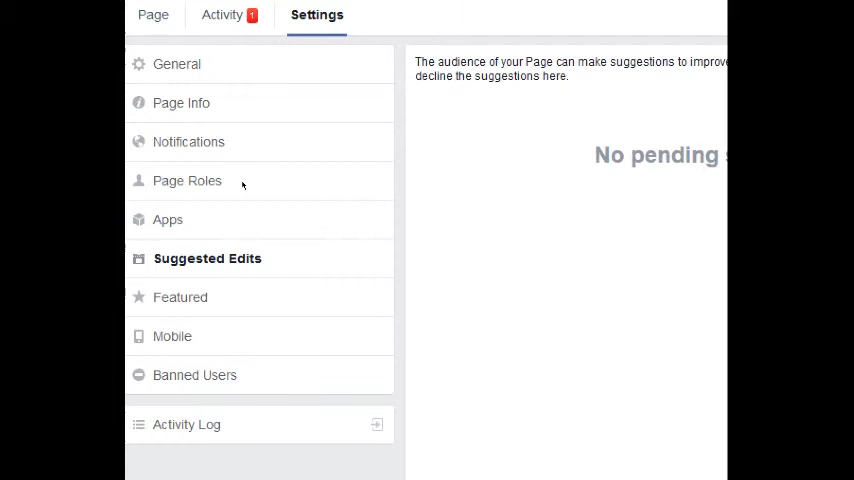 Page
Activity 1
Settings
General
Page Info
Notifications
Page Roles
Apps
Suggested Edits
Featured
Mobile
Banned Users
Activity Log
The audience of your Page can make suggestions to improve
decline the suggestions here.
No pending